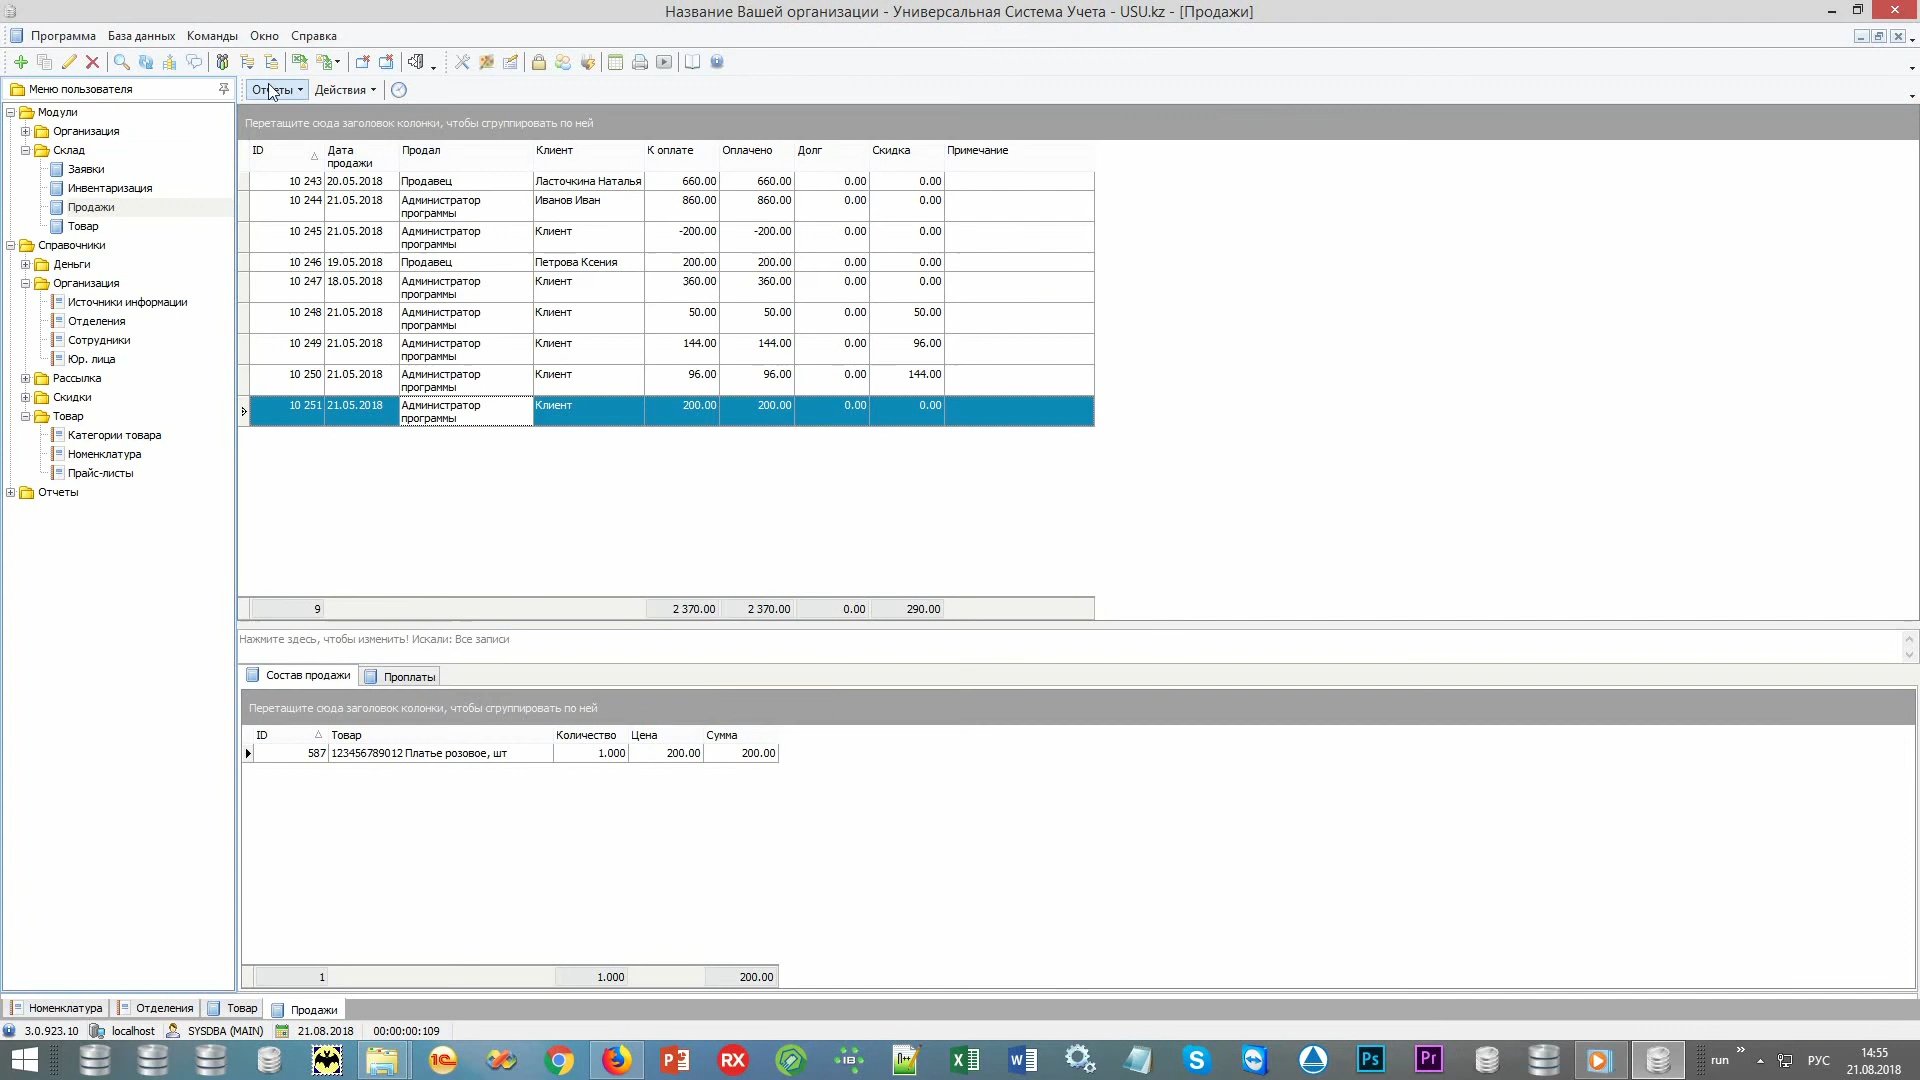 Название Вашей организации - Универсальная Система Учета - USU.kz - [Продажи]
Программа База данных Команды Окно Справка
Меню пользователя
Отчеты Действия
Модули
Организация
Склад
Заявки
Инвентаризация
Продажи
Товар
Справочники
Деньги
Организация
Источники информации
Отделения
Сотрудники
Юр. лица
Рассылка
Скидки
Товар
Категории товара
Номенклатура
Прайс-листы
Отчеты
Перетащите сюда заголовок колонки, чтобы сгруппировать по ней
ID Дата продажи Продал Клиент К оплате Оплачено Долг Скидка Примечание
10 243 20.05.2018 Продавец Ласточкина Наталья 660.00 660.00 0.00 0.00
10 244 21.05.2018 Администратор программы Иванов Иван 860.00 860.00 0.00 0.00
10 245 21.05.2018 Администратор программы Клиент -200.00 -200.00 0.00 0.00
10 246 19.05.2018 Продавец Петрова Ксения 200.00 200.00 0.00 0.00
10 247 18.05.2018 Администратор программы Клиент 360.00 360.00 0.00 0.00
10 248 21.05.2018 Администратор программы Клиент 50.00 50.00 0.00 50.00
10 249 21.05.2018 Администратор программы Клиент 144.00 144.00 0.00 96.00
10 250 21.05.2018 Администратор программы Клиент 96.00 96.00 0.00 144.00
10 251 21.05.2018 Администратор программы Клиент 200.00 200.00 0.00 0.00
9 2 370.00 2 370.00 0.00 290.00
Нажмите здесь, чтобы изменить! Искали: Все записи
Состав продажи Проплаты
Перетащите сюда заголовок колонки, чтобы сгруппировать по ней
ID Товар Количество Цена Сумма
587 123456789012 Платье розовое, шт 1.000 200.00 200.00
1 1.000 200.00
Номенклатура Отделения Товар Продажи
3.0.923.10 localhost SYSDBA (MAIN) 21.08.2018 00:00:00:109
1С RX IB Ps Pr run РУС 14:55
21.08.2018